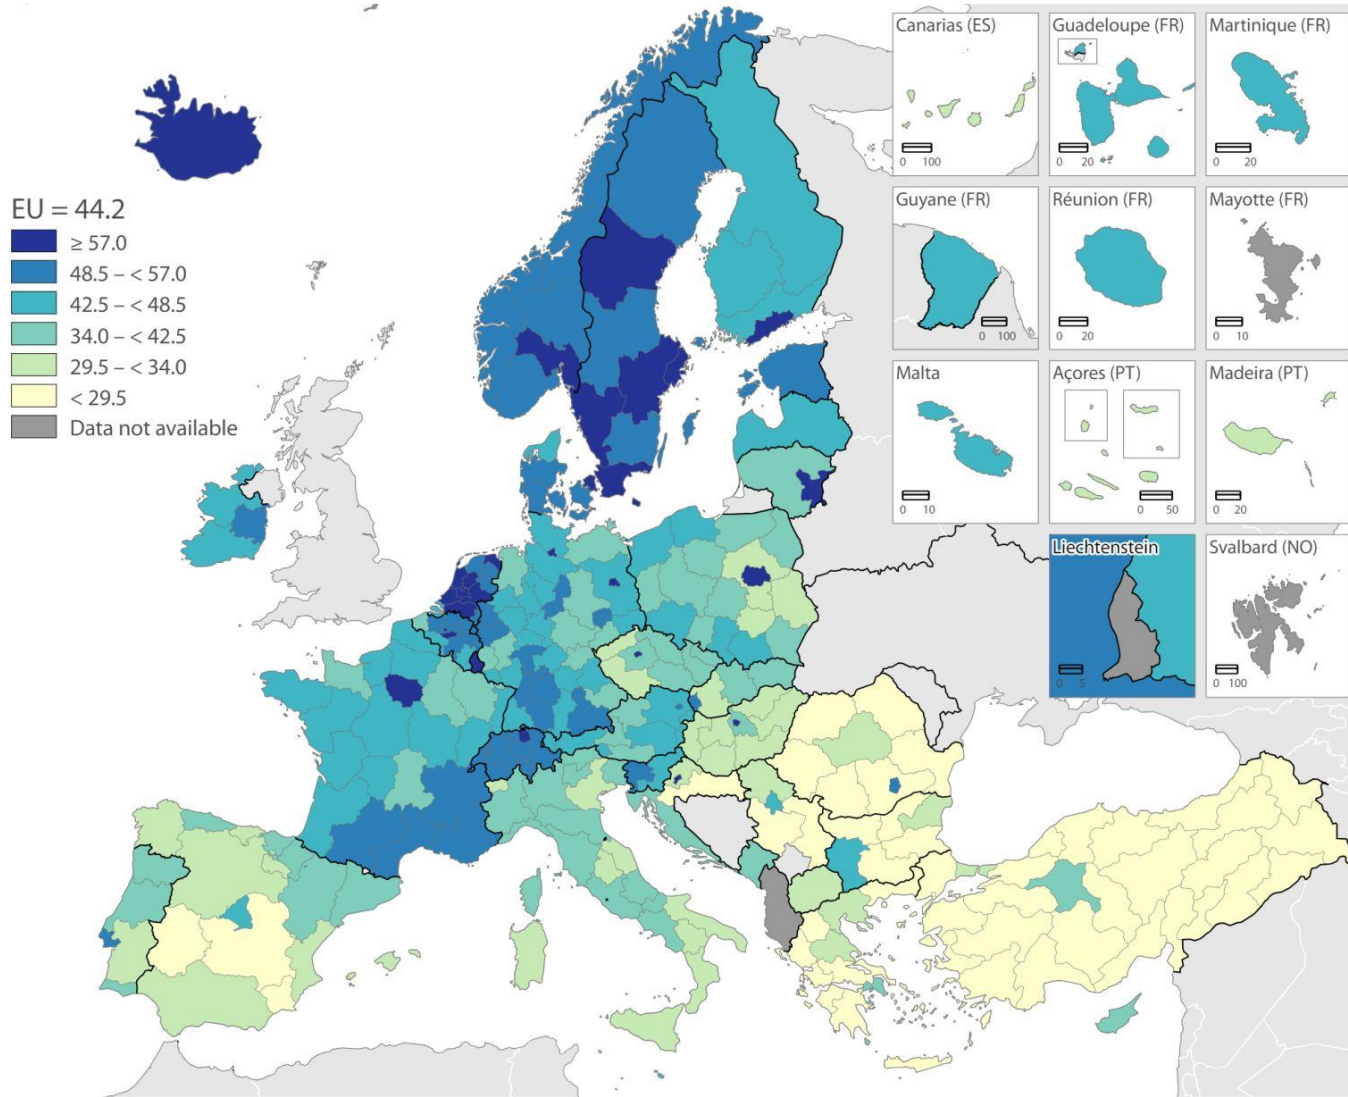 EU = 44.2
≥ 57.0
48.5 – < 57.0
42.5 – < 48.5
34.0 – < 42.5
29.5 – < 34.0
< 29.5
Data not available
Canarias (ES)
0 100
Guadeloupe (FR)
0 20
Martinique (FR)
0 20
Guyane (FR)
0 100
Réunion (FR)
0 20
Mayotte (FR)
0 10
Malta
0 10
Açores (PT)
0 50
Madeira (PT)
0 20
Liechtenstein
0 5
Svalbard (NO)
0 100